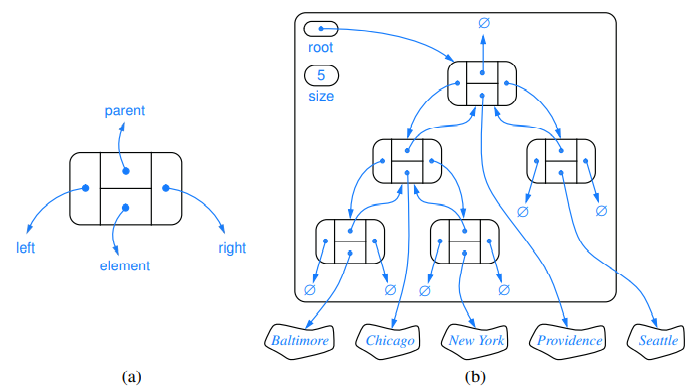 parent
left
element
right
(a)
root
5
size
∅
∅
∅
∅
∅
∅
∅
Baltimore
Chicago
New York
Providence
Seattle
(b)